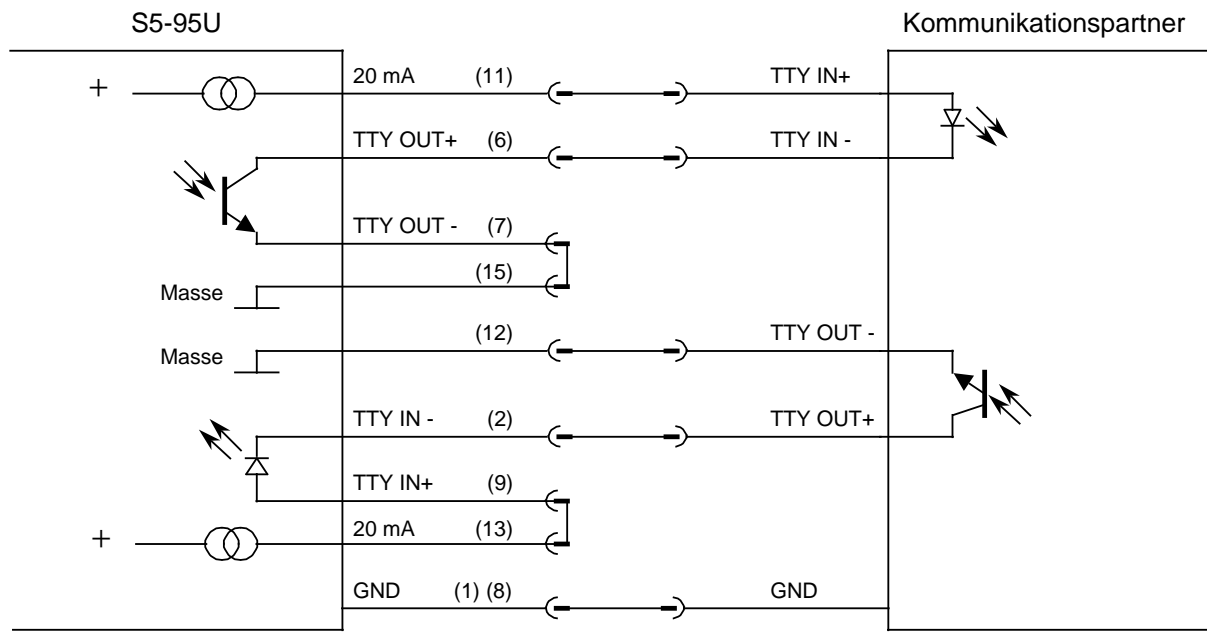 S5-95U Kommunikationspartner
20 mA (11) TTY IN+
+
TTY OUT+ (6) TTY IN -
TTY OUT - (7)
(15)
Masse
(12) TTY OUT -
Masse
TTY IN - (2) TTY OUT+
TTY IN+ (9)
20 mA (13)
+
GND (1) (8) GND